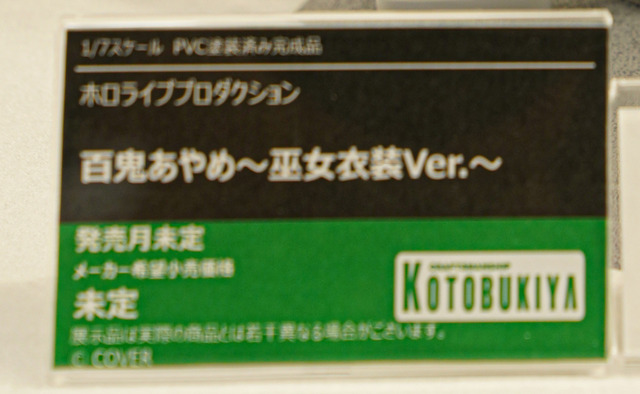 1/7スケール PVC塗装済み完成品
ホロライブプロダクション
百鬼あやめ～巫女衣装Ver.～
発売月未定
メーカー希望小売価格
未定
KOTOBUKIYA
展示品は実際の商品とは若干異なる場合がございます。
© COVER